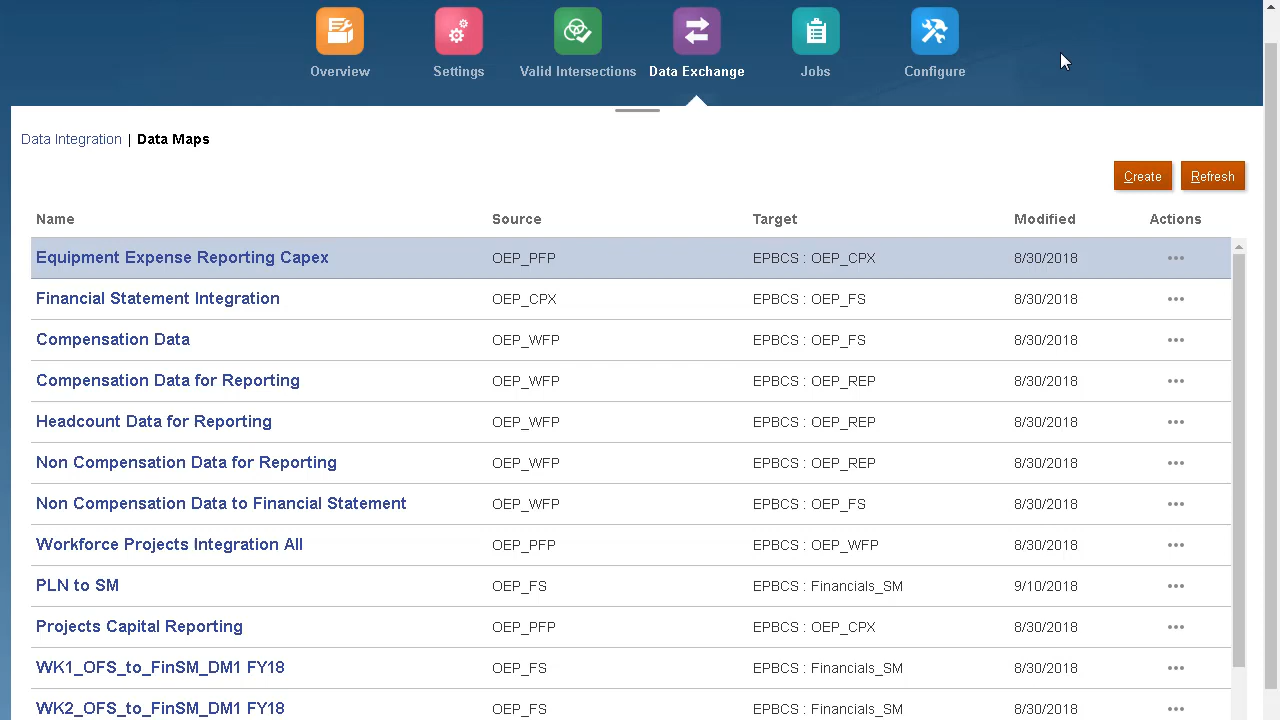 Overview Settings Valid Intersections Data Exchange Jobs Configure
Data Integration | Data Maps
Create Refresh
Name Source Target Modified Actions
Equipment Expense Reporting Capex OEP_PFP EPBCS : OEP_CPX 8/30/2018
Financial Statement Integration OEP_CPX EPBCS : OEP_FS 8/30/2018
Compensation Data OEP_WFP EPBCS : OEP_FS 8/30/2018
Compensation Data for Reporting OEP_WFP EPBCS : OEP_REP 8/30/2018
Headcount Data for Reporting OEP_WFP EPBCS : OEP_REP 8/30/2018
Non Compensation Data for Reporting OEP_WFP EPBCS : OEP_REP 8/30/2018
Non Compensation Data to Financial Statement OEP_WFP EPBCS : OEP_FS 8/30/2018
Workforce Projects Integration All OEP_PFP EPBCS : OEP_WFP 8/30/2018
PLN to SM OEP_FS EPBCS : Financials_SM 9/10/2018
Projects Capital Reporting OEP_PFP EPBCS : OEP_CPX 8/30/2018
WK1_OFS_to_FinSM_DM1 FY18 OEP_FS EPBCS : Financials_SM 8/30/2018
WK2_OFS_to_FinSM_DM1 FY18 OEP_FS EPBCS : Financials_SM 8/30/2018